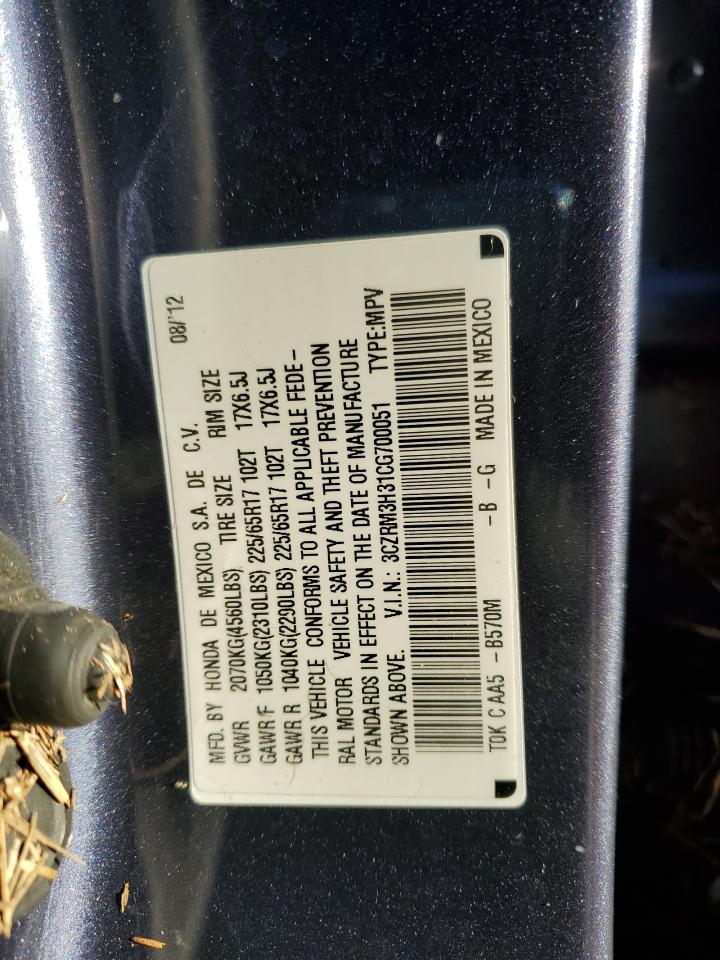 08/'12
MFD. BY HONDA DE MEXICO S.A. DE C.V.
GVWR 2070KG(4560LBS) TIRE SIZE RIM SIZE
GAWR F 1050KG(2310LBS) 225/65R17 102T 17X6.5J
GAWR R 1040KG(2290LBS) 225/65R17 102T 17X6.5J
THIS VEHICLE CONFORMS TO ALL APPLICABLE FEDE-
RAL MOTOR VEHICLE SAFETY AND THEFT PREVENTION
STANDARDS IN EFFECT ON THE DATE OF MANUFACTURE
SHOWN ABOVE. V.I.N.: 3CZRM3H31CG700051 TYPE:MPV
T0K C AA5 -B570M -B -G MADE IN MEXICO